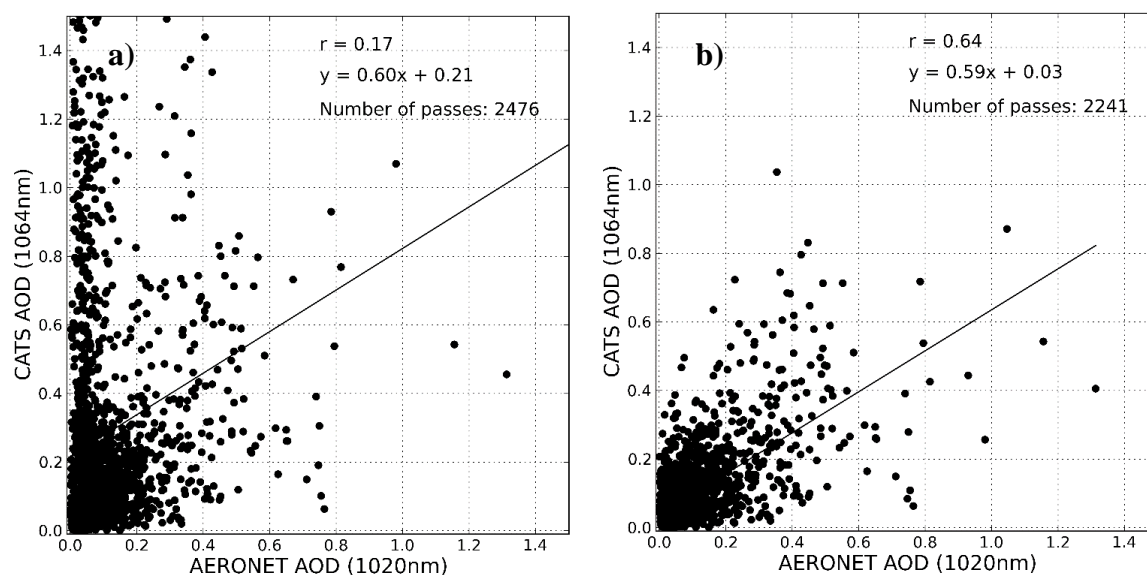 a)
r = 0.17
y = 0.60x + 0.21
Number of passes: 2476
1.4
1.2
1.0
0.8
0.6
0.4
0.2
0.0
CATS AOD (1064nm)
0.0 0.2 0.4 0.6 0.8 1.0 1.2 1.4
AERONET AOD (1020nm)
b)
r = 0.64
y = 0.59x + 0.03
Number of passes: 2241
1.4
1.2
1.0
0.8
0.6
0.4
0.2
0.0
CATS AOD (1064nm)
0.0 0.2 0.4 0.6 0.8 1.0 1.2 1.4
AERONET AOD (1020nm)